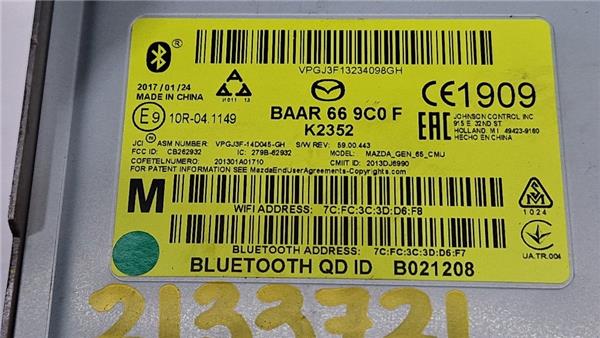 VPGJ3F13234098GH
2017/01/24
MADE IN CHINA
BAAR 66 9C0 F
K2352
CE1909
E9 10R-04.1149
EAC
JOHNSON CONTROL INC
915 E. 32ND ST
HOLLAND. M I 49423-9160
HECHO EN CHINA
JCI ASM NUMBER: VPGJ3F-14D045-GH S/W REV: 59.00.443
FCC ID: CB262932 IC: 279B-62932 MODEL: MAZDA_GEN_65_CMU
COFETELNUMERO: 201301A01710 CMIIT ID: 2013DJ6990
FOR PATENT INFORMATION SEE MazdaEndUserAgreements-Copyrights.com
M
WIFI ADDRESS: 7C:FC:3C:3D:D6:F8
1024
BLUETOOTH ADDRESS: 7C:FC:3C:3D:D6:F7
UA.TR.004
BLUETOOTH QD ID B021208
2133721